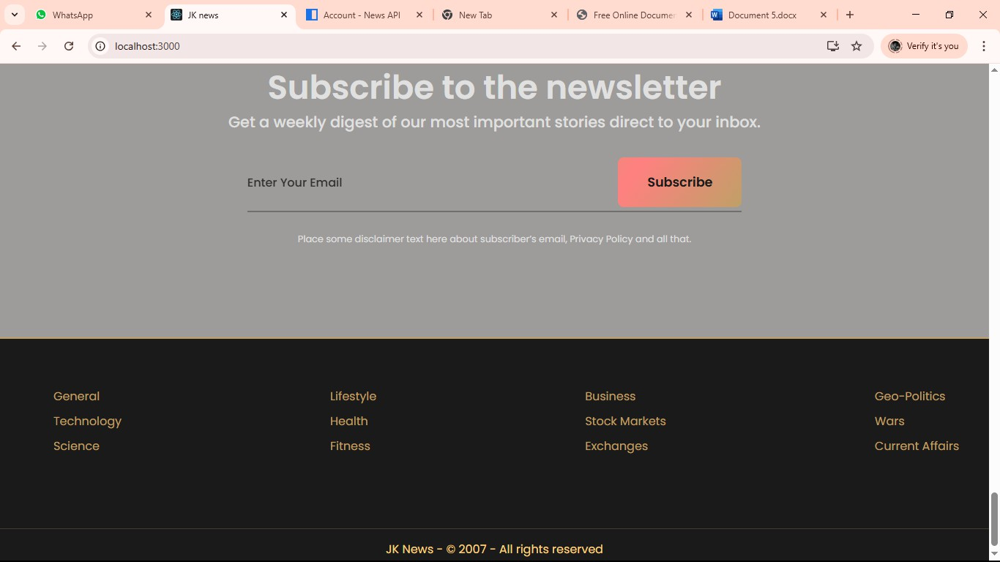 WhatsApp
JK news
Account - News API
New Tab
Free Online Documen
Document 5.docx
localhost:3000
Verify it's you
Subscribe to the newsletter
Get a weekly digest of our most important stories direct to your inbox.
Enter Your Email
Subscribe
Place some disclaimer text here about subscriber’s email, Privacy Policy and all that.
General
Technology
Science
Lifestyle
Health
Fitness
Business
Stock Markets
Exchanges
Geo-Politics
Wars
Current Affairs
JK News - © 2007 - All rights reserved